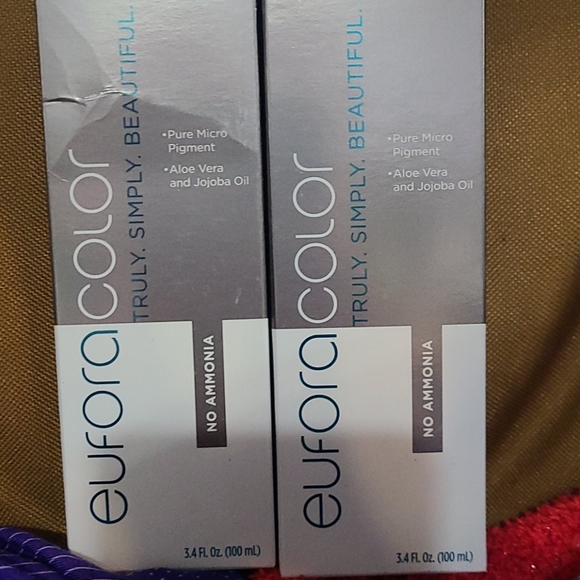 euforacolor
TRULY. SIMPLY. BEAUTIFUL.
•Pure Micro
Pigment
•Aloe Vera
and Jojoba Oil
NO AMMONIA
3.4 Fl. Oz. (100 mL)
euforacolor
TRULY. SIMPLY. BEAUTIFUL.
•Pure Micro
Pigment
•Aloe Vera
and Jojoba Oil
NO AMMONIA
3.4 Fl. Oz. (100 mL)